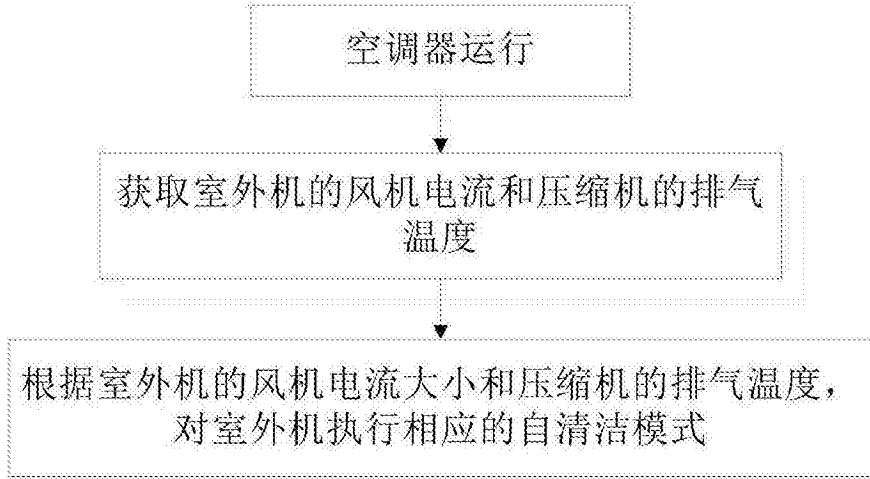 空调器运行
获取室外机的风机电流和压缩机的排气
温度
根据室外机的风机电流大小和压缩机的排气温度，
对室外机执行相应的自清洁模式